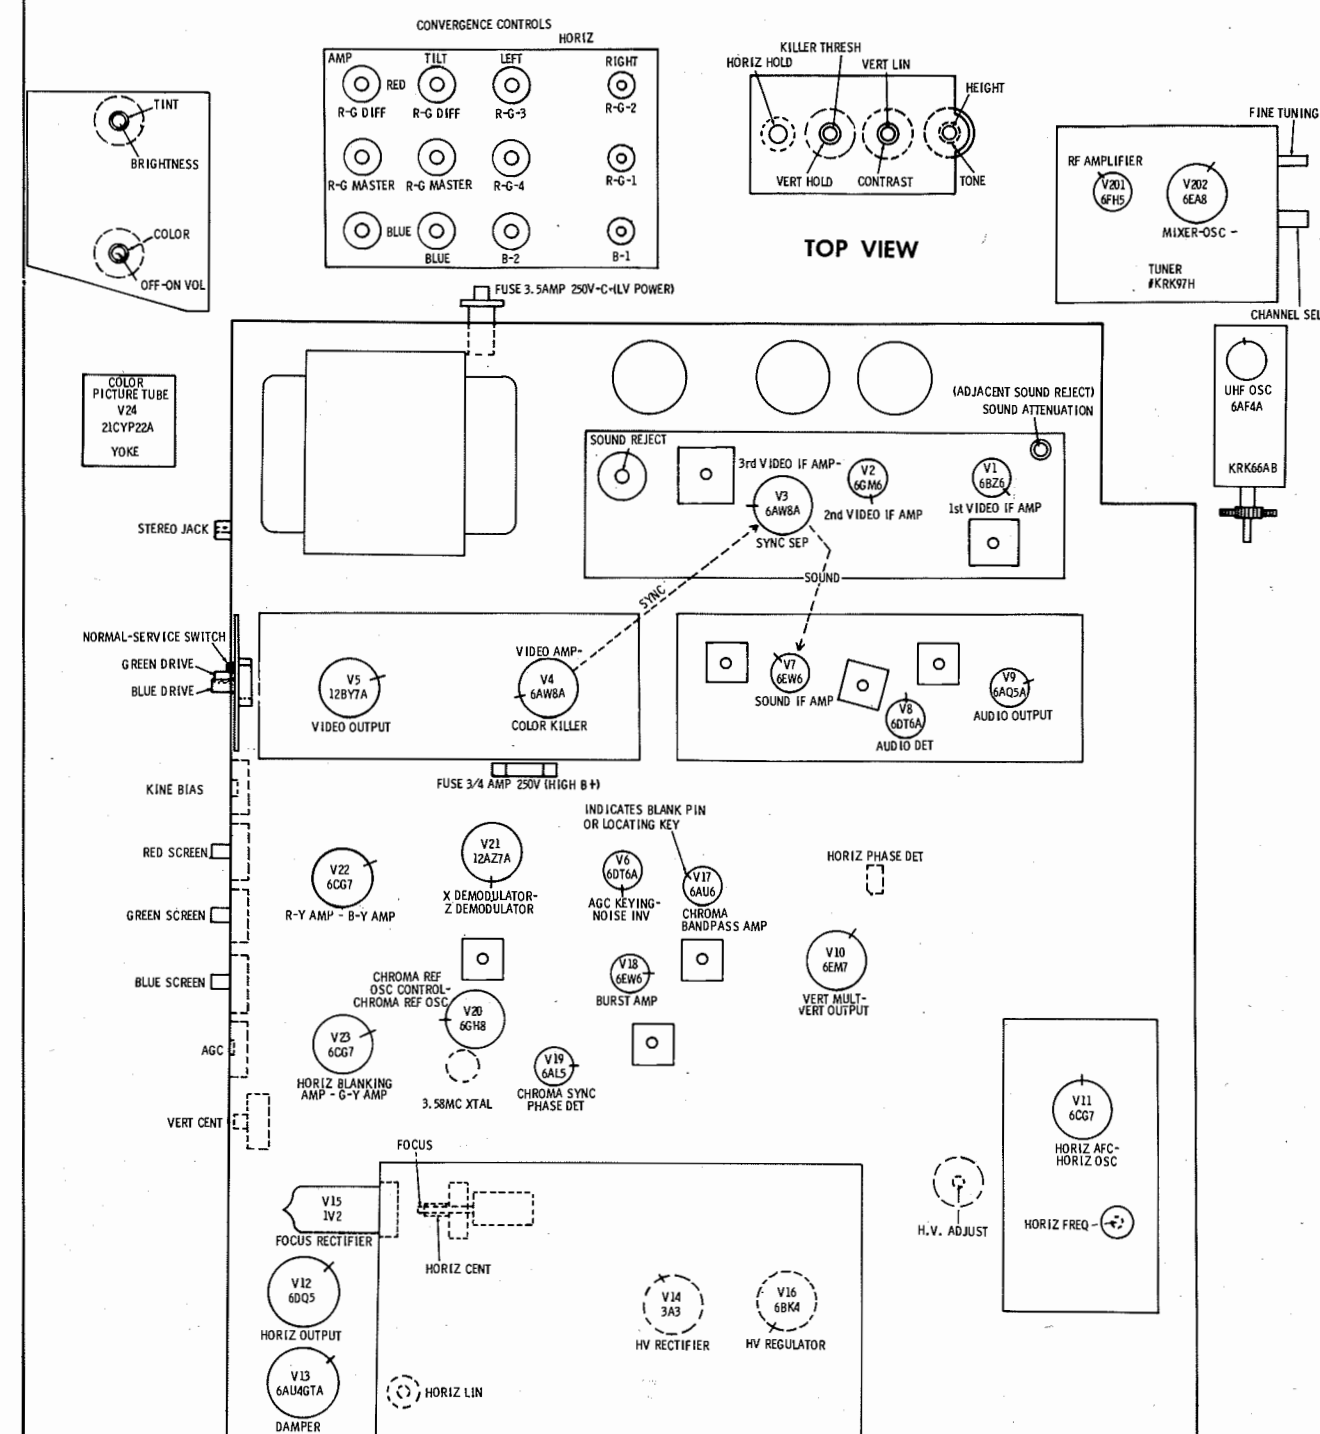 CONVERGENCE CONTROLS
HORIZ
AMP
TILT
LEFT
RIGHT
RED
R-G DIFF
R-G DIFF
R-G-3
R-G-2
R-G MASTER
R-G MASTER
R-G-4
R-G-1
BLUE
BLUE
B-2
B-1
TINT
BRIGHTNESS
COLOR
OFF-ON VOL
KILLER THRESH
HORIZ HOLD
VERT LIN
HEIGHT
VERT HOLD
CONTRAST
TONE
TOP VIEW
FINE TUNING
RF AMPLIFIER
V201
6FH5
V202
6EA8
MIXER-OSC -
TUNER
#KRK97H
CHANNEL SEL
FUSE 3.5AMP 250V-C-(LV POWER)
COLOR
PICTURE TUBE
V24
21CYP22A
YOKE
UHF OSC
6AF4A
KRK66AB
(ADJACENT SOUND REJECT)
SOUND ATTENUATION
SOUND REJECT
3rd VIDEO IF AMP-
V3
6AW8A
SYNC SEP
V2
6GM6
2nd VIDEO IF AMP
V1
6BZ6
1st VIDEO IF AMP
STEREO JACK
SYNC
SOUND
NORMAL-SERVICE SWITCH
GREEN DRIVE
BLUE DRIVE
V5
12BY7A
VIDEO OUTPUT
VIDEO AMP-
V4
6AW8A
COLOR KILLER
V7
6EW6
SOUND IF AMP
V8
6DT6A
AUDIO DET
V9
6AQ5A
AUDIO OUTPUT
FUSE 3/4 AMP 250V (HIGH B+)
KINE BIAS
INDICATES BLANK PIN
OR LOCATING KEY
RED SCREEN
V22
6CG7
R-Y AMP - B-Y AMP
V21
12AZ7A
X DEMODULATOR-
Z DEMODULATOR
V6
6DT6A
AGC KEYING-
NOISE INV
V17
6AU6
CHROMA
BANDPASS AMP
HORIZ PHASE DET
GREEN SCREEN
BLUE SCREEN
CHROMA REF
OSC CONTROL-
CHROMA REF OSC
V20
6GH8
V18
6EW6
BURST AMP
V10
6EM7
VERT MULT-
VERT OUTPUT
AGC
V23
6CG7
HORIZ BLANKING
AMP - G-Y AMP
3.58MC XTAL
V19
6AL5
CHROMA SYNC
PHASE DET
VERT CENT
V11
6CG7
HORIZ AFC-
HORIZ OSC
FOCUS
V15
1V2
FOCUS RECTIFIER
HORIZ CENT
H.V. ADJUST
HORIZ FREQ-
V12
6DQ5
HORIZ OUTPUT
V14
3A3
HV RECTIFIER
V16
6BK4
HV REGULATOR
V13
6AU4GTA
DAMPER
HORIZ LIN